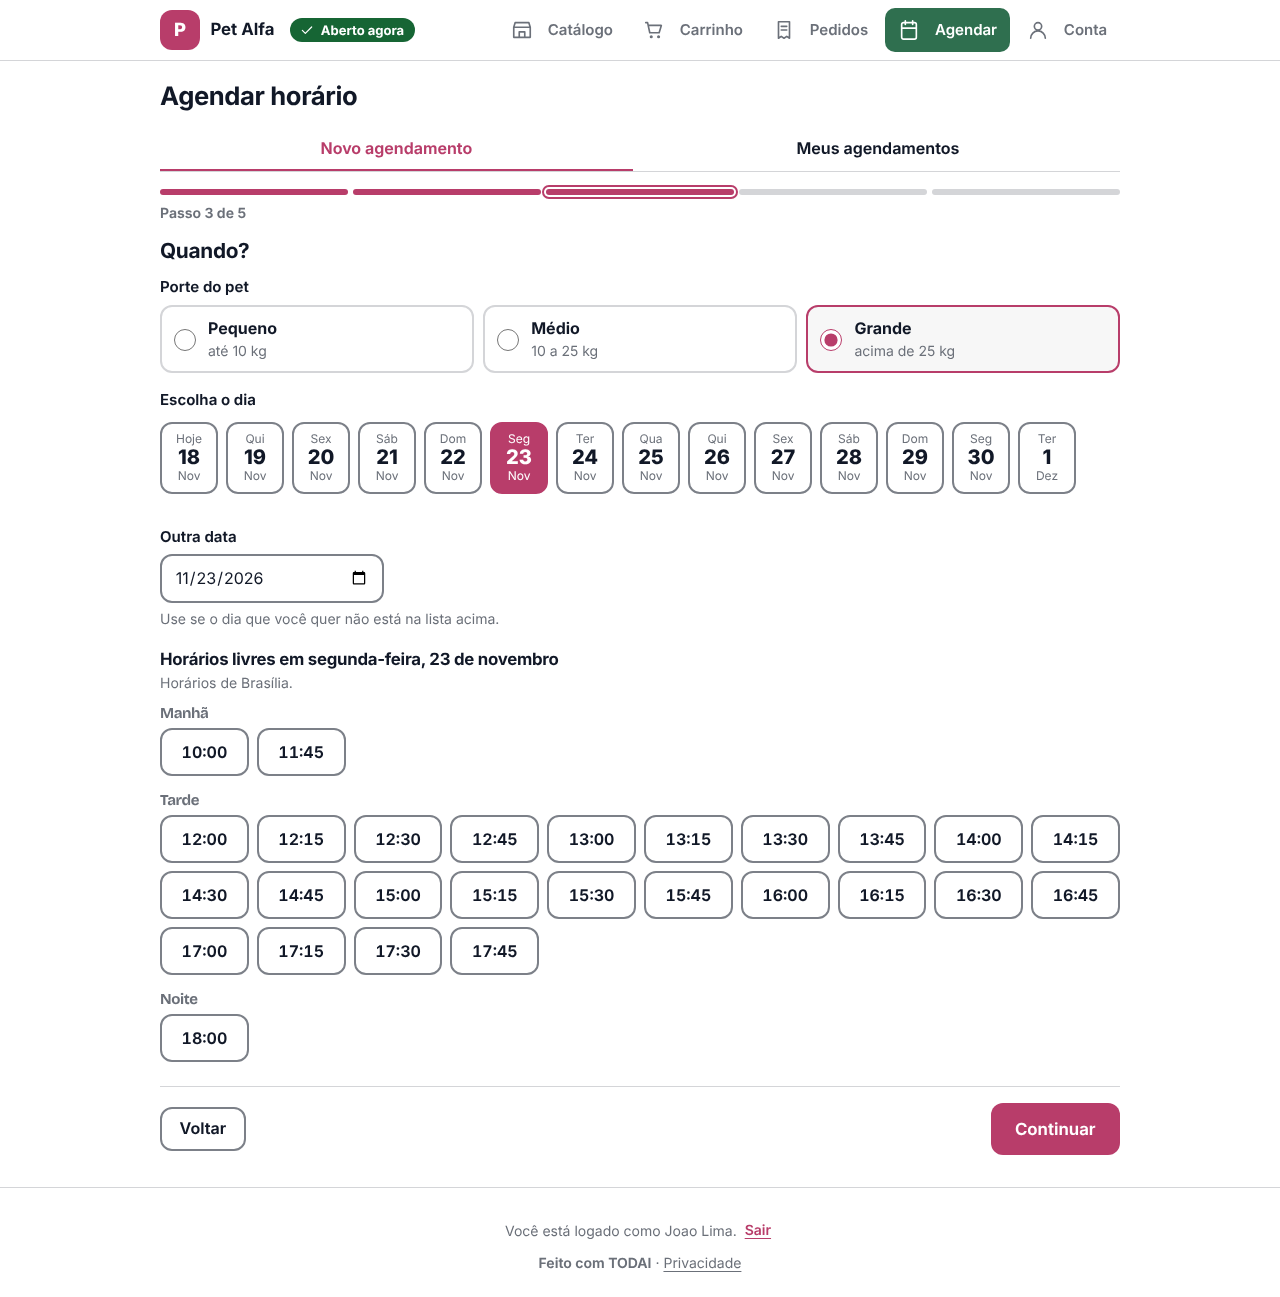 P Pet Alfa Aberto agora Catálogo Carrinho Pedidos Agendar Conta
Agendar horário
Novo agendamento Meus agendamentos
Passo 3 de 5
Quando?
Porte do pet
Pequeno Médio Grande
até 10 kg 10 a 25 kg acima de 25 kg
Escolha o dia
Hoje Qui Sex Sáb Dom Seg Ter Qua Qui Sex Sáb Dom Seg Ter
18 19 20 21 22 23 24 25 26 27 28 29 30 1
Nov Nov Nov Nov Nov Nov Nov Nov Nov Nov Nov Nov Nov Dez
Outra data
11/23/2026
Use se o dia que você quer não está na lista acima.
Horários livres em segunda-feira, 23 de novembro
Horários de Brasília.
Manhã
10:00 11:45
Tarde
12:00 12:15 12:30 12:45 13:00 13:15 13:30 13:45 14:00 14:15
14:30 14:45 15:00 15:15 15:30 15:45 16:00 16:15 16:30 16:45
17:00 17:15 17:30 17:45
Noite
18:00
Voltar Continuar
Você está logado como Joao Lima. Sair
Feito com TODAI · Privacidade